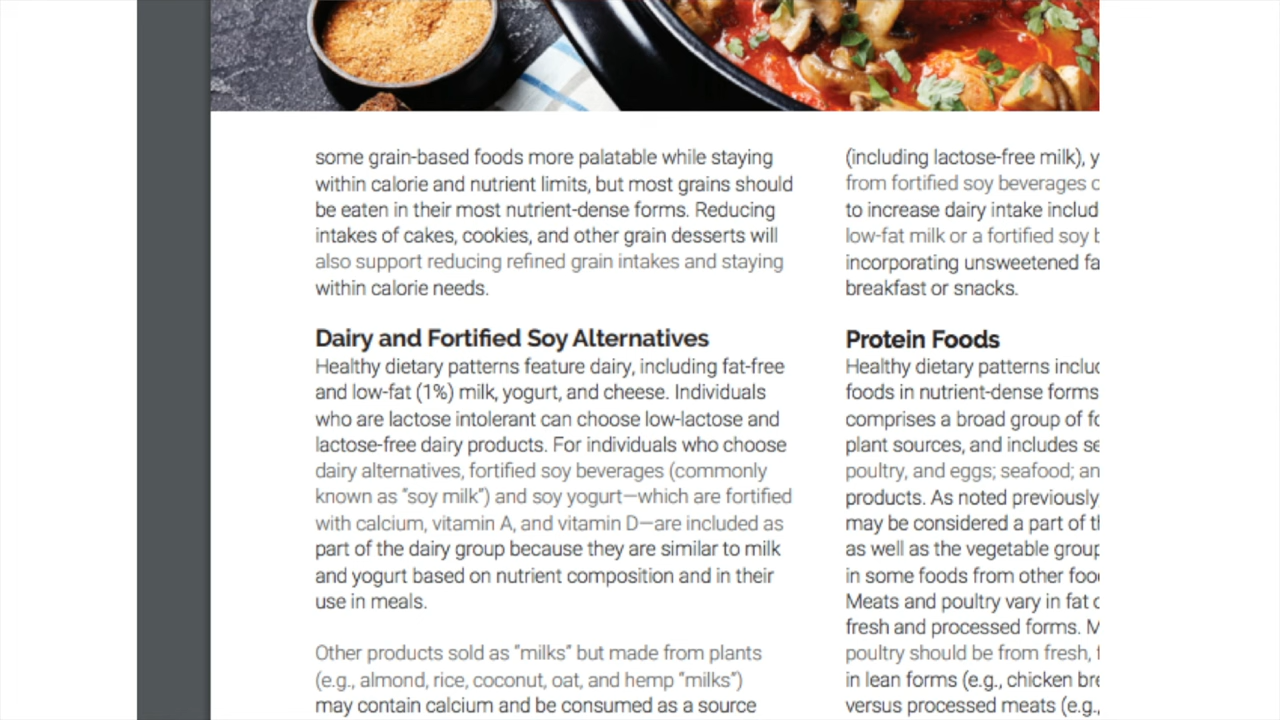 some grain-based foods more palatable while staying
within calorie and nutrient limits, but most grains should
be eaten in their most nutrient-dense forms. Reducing
intakes of cakes, cookies, and other grain desserts will
also support reducing refined grain intakes and staying
within calorie needs.
Dairy and Fortified Soy Alternatives
Healthy dietary patterns feature dairy, including fat-free
and low-fat (1%) milk, yogurt, and cheese. Individuals
who are lactose intolerant can choose low-lactose and
lactose-free dairy products. For individuals who choose
dairy alternatives, fortified soy beverages (commonly
known as “soy milk”) and soy yogurt—which are fortified
with calcium, vitamin A, and vitamin D—are included as
part of the dairy group because they are similar to milk
and yogurt based on nutrient composition and in their
use in meals.
Other products sold as “milks” but made from plants
(e.g., almond, rice, coconut, oat, and hemp “milks”)
may contain calcium and be consumed as a source
(including lactose-free milk),
from fortified soy beverages
to increase dairy intake
low-fat milk or a fortified soy
incorporating unsweetened
breakfast or snacks.
Protein Foods
Healthy dietary patterns
foods in nutrient-dense forms
comprises a broad group of
plant sources, and includes
poultry, and eggs; seafood;
products. As noted previously
may be considered a part of
as well as the vegetable group
in some foods from other
Meats and poultry vary in fat
fresh and processed forms.
poultry should be from fresh,
in lean forms (e.g., chicken
versus processed meats (e.g.,